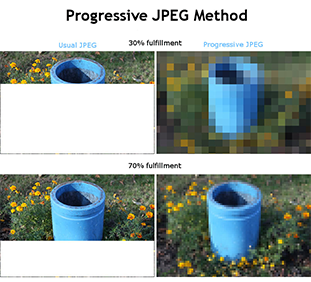 Progressive JPEG Method
30% fulfillment
Usual JPEG
Progressive JPEG
70% fulfillment